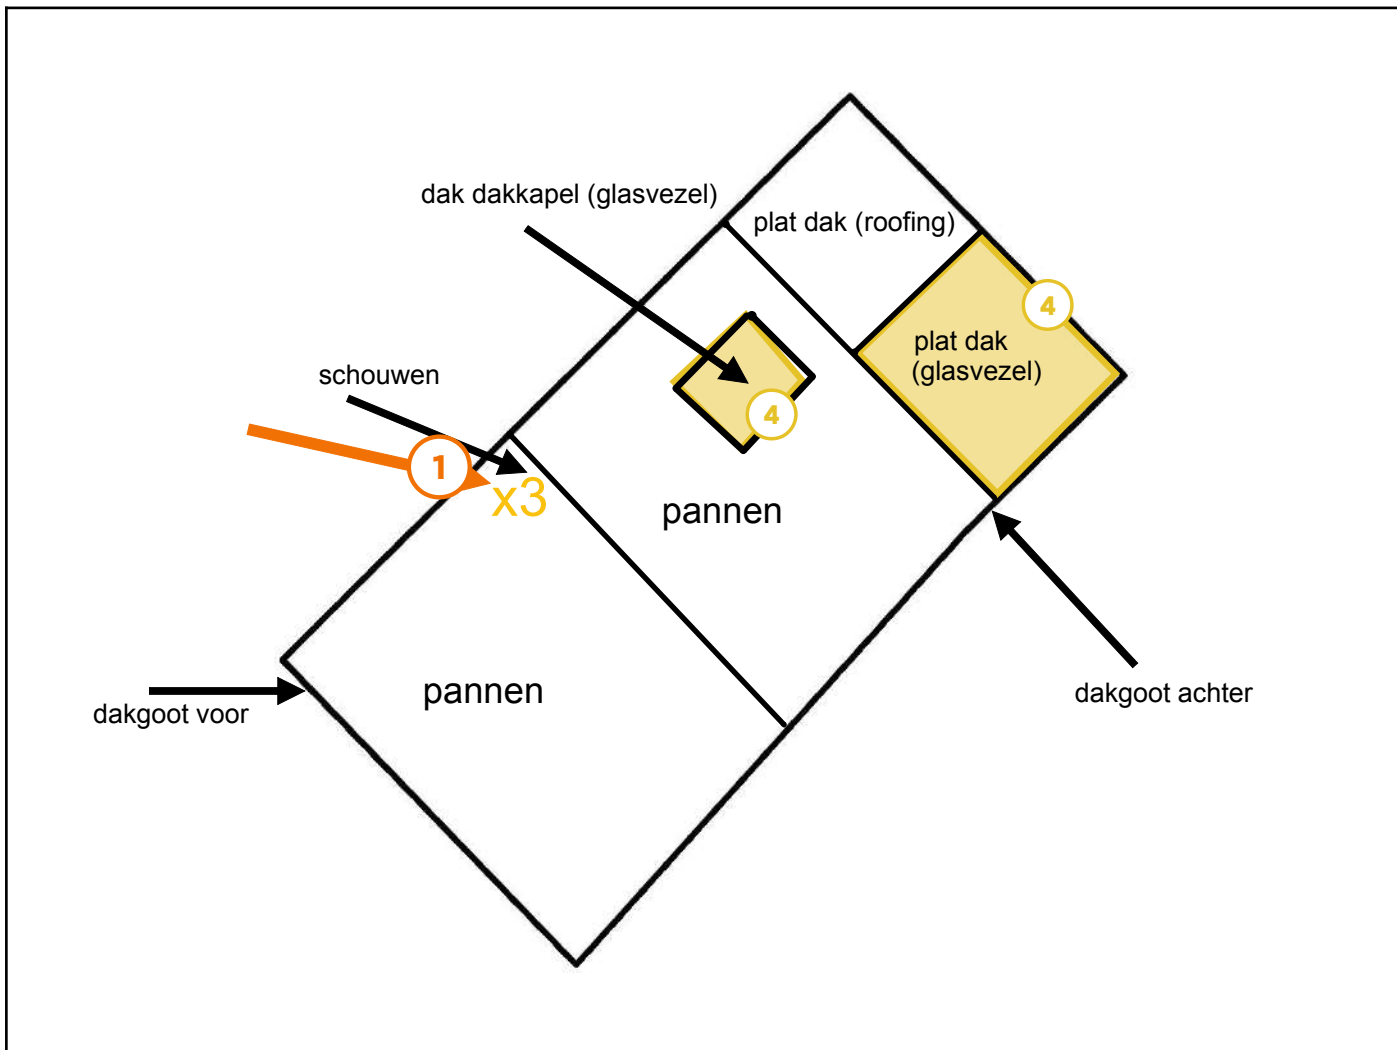 dak dakkapel (glasvezel)
plat dak (roofing)
4
plat dak
(glasvezel)
schouwen
4
1
x3
pannen
pannen
dakgoot achter
dakgoot voor